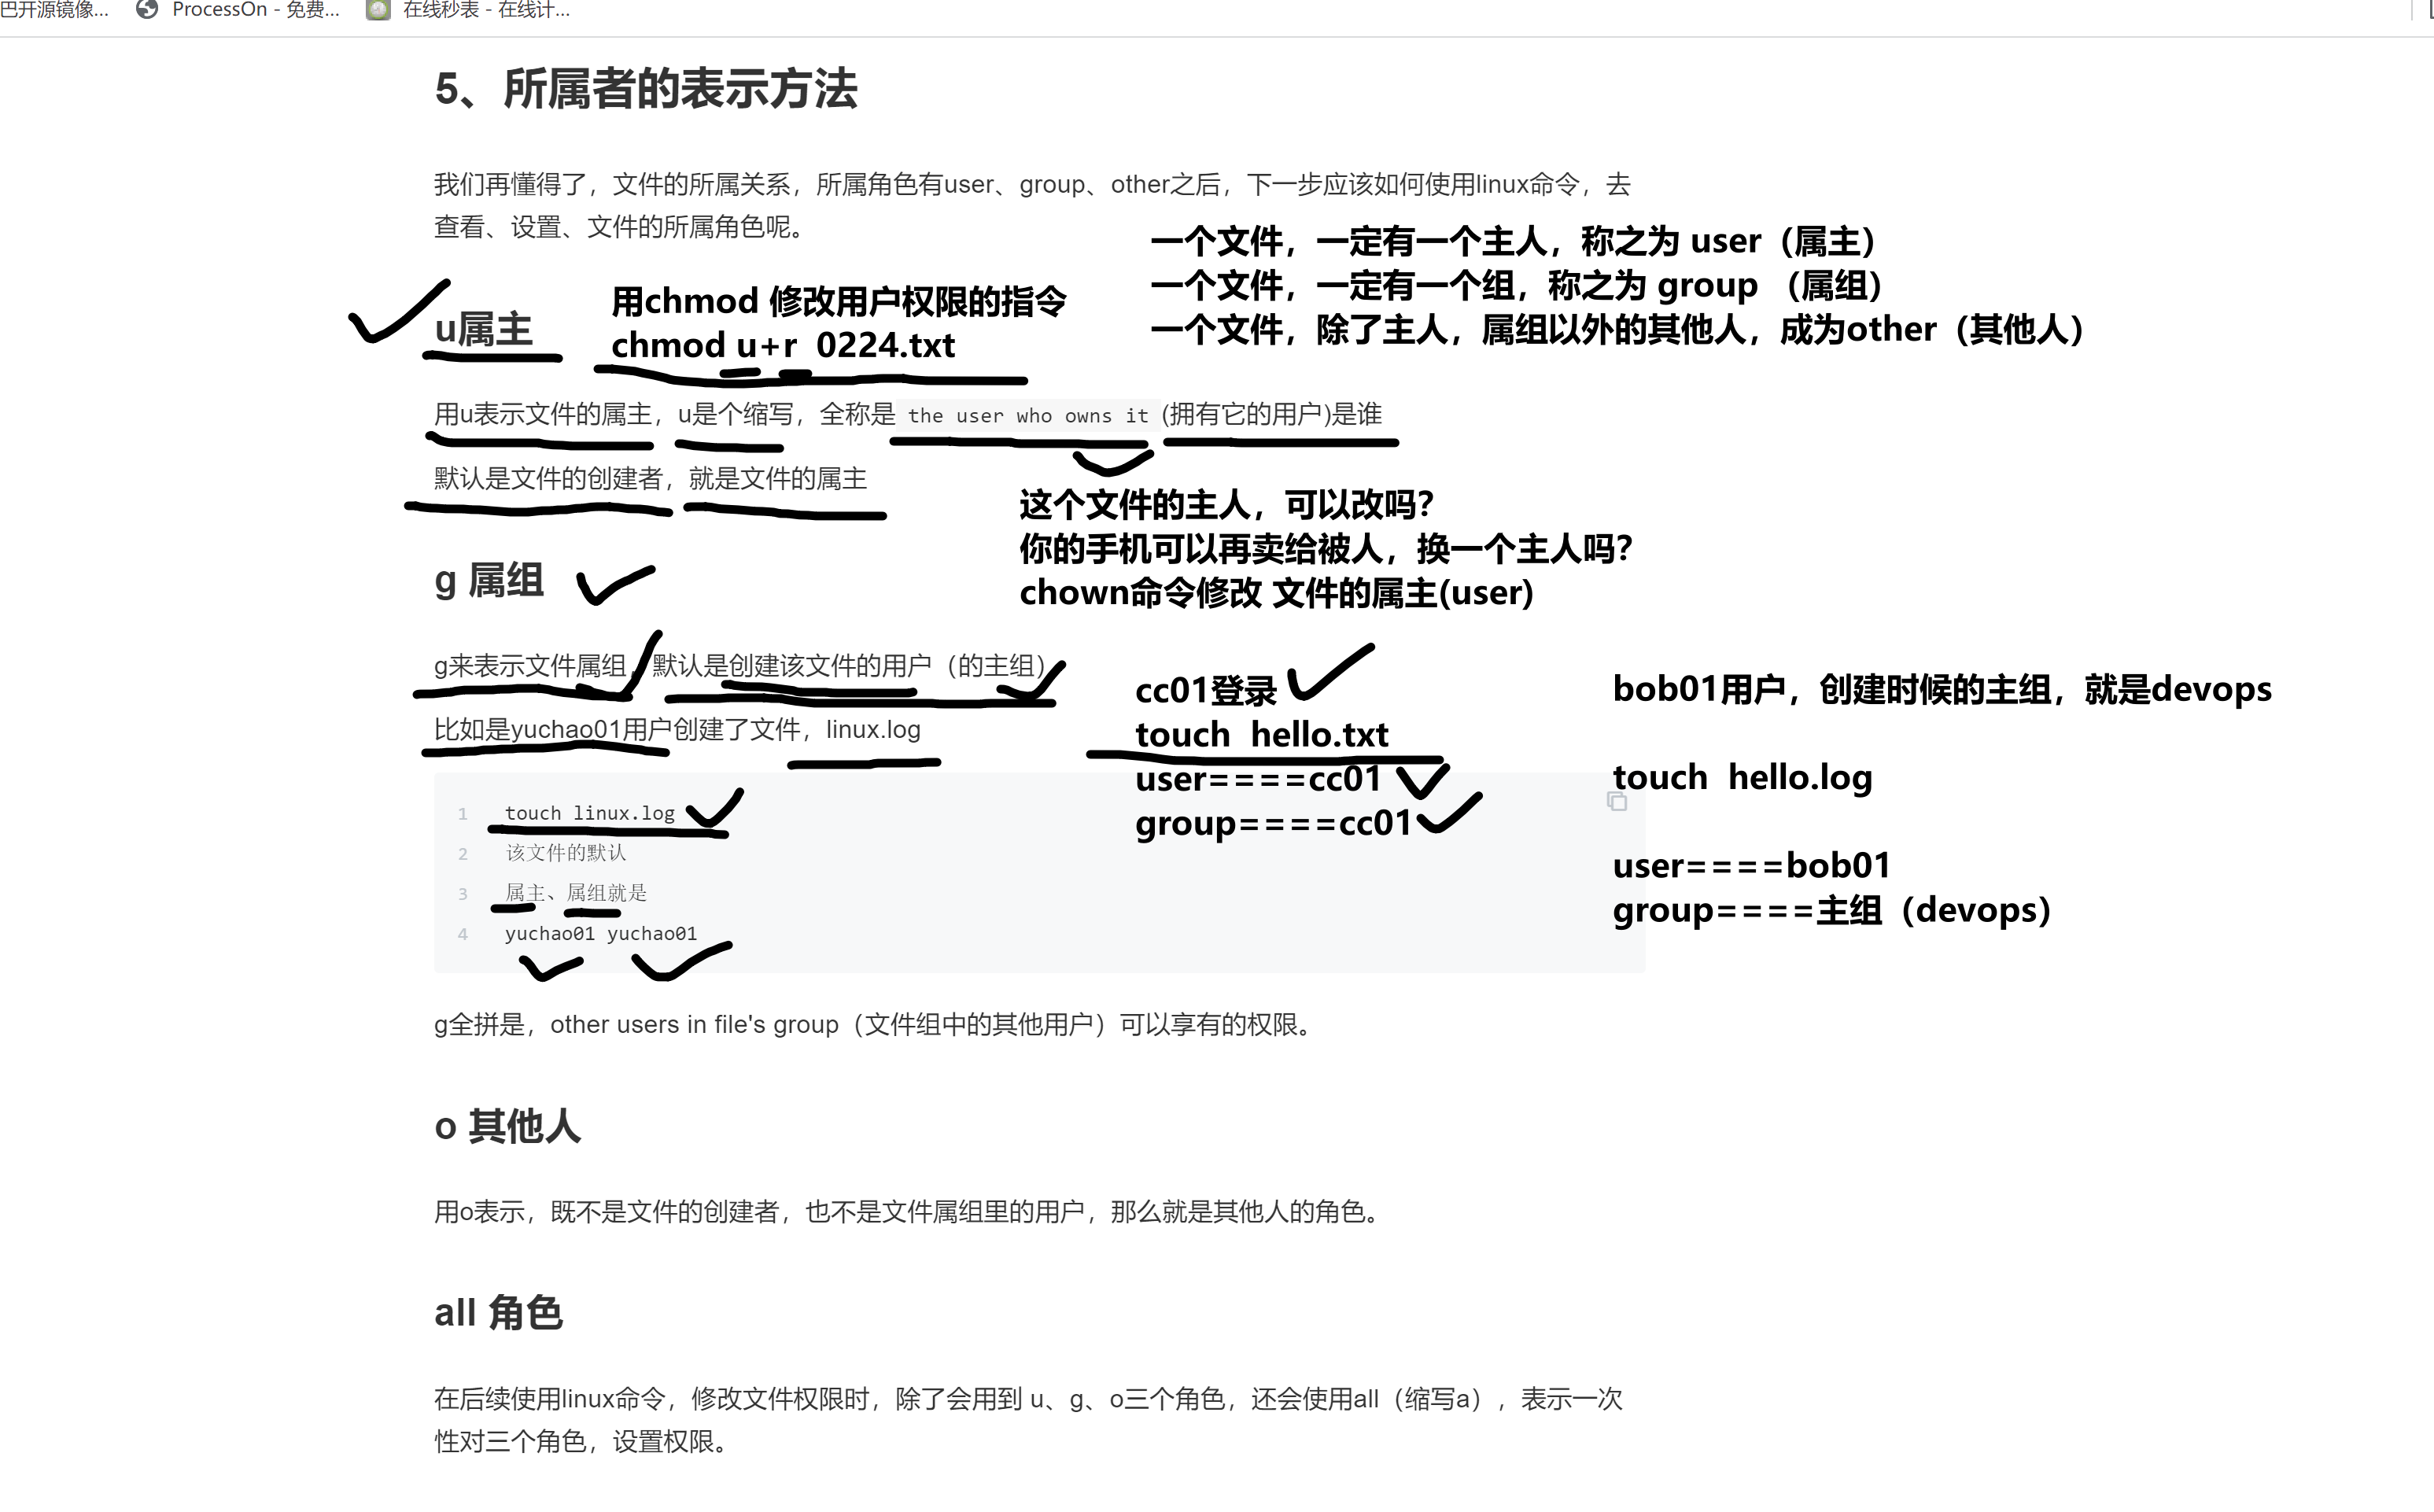 巴开源镜像... ProcessOn - 免费... 在线秒表 - 在线计...
5、所属者的表示方法
我们再懂得了，文件的所属关系，所属角色有user、group、other之后，下一步应该如何使用linux命令，去
查看、设置、文件的所属角色呢。
一个文件，一定有一个主人，称之为 user（属主）
一个文件，一定有一个组，称之为 group （属组）
一个文件，除了主人，属组以外的其他人，成为other（其他人）
u属主
用chmod 修改用户权限的指令
chmod u+r 0224.txt
用u表示文件的属主，u是个缩写，全称是 the user who owns it (拥有它的用户)是谁
默认是文件的创建者，就是文件的属主
这个文件的主人，可以改吗？
你的手机可以再卖给被人，换一个主人吗？
chown命令修改 文件的属主(user)
g 属组
g来表示文件属组，默认是创建该文件的用户（的主组）
比如是yuchao01用户创建了文件，linux.log
cc01登录
touch hello.txt
user====cc01
group====cc01
bob01用户，创建时候的主组，就是devops
touch hello.log
user====bob01
group====主组（devops）
1 touch linux.log
2 该文件的默认
3 属主、属组就是
4 yuchao01 yuchao01
g全拼是，other users in file's group（文件组中的其他用户）可以享有的权限。
o 其他人
用o表示，既不是文件的创建者，也不是文件属组里的用户，那么就是其他人的角色。
all 角色
在后续使用linux命令，修改文件权限时，除了会用到 u、g、o三个角色，还会使用all（缩写a），表示一次
性对三个角色，设置权限。